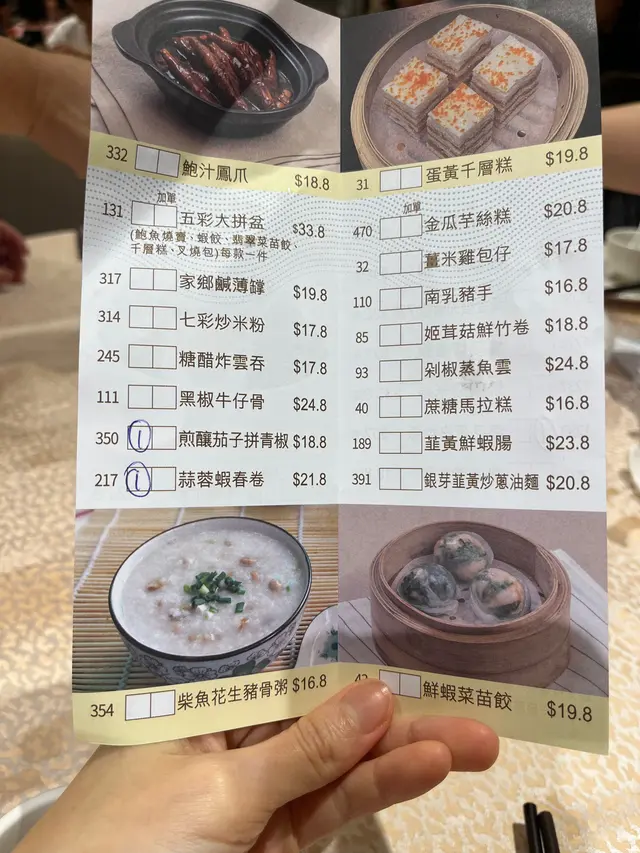 332 鮑汁鳳爪 $18.8
31 蛋黃千層糕 $19.8
加單
131 五彩大拼盆 $33.8
(鮑魚燒賣、蝦餃、翡翠菜苗餃、
千層糕、叉燒包)每款一件
317 家鄉鹹薄罉 $19.8
314 七彩炒米粉 $17.8
245 糖醋炸雲吞 $17.8
111 黑椒牛仔骨 $24.8
350 1 煎釀茄子拼青椒 $18.8
217 1 蒜蓉蝦春卷 $21.8
加單
470 金瓜芋絲糕 $20.8
32 薑米雞包仔 $17.8
110 南乳豬手 $16.8
85 姬茸菇鮮竹卷 $18.8
93 剁椒蒸魚雲 $24.8
40 蔗糖馬拉糕 $16.8
189 韮黃鮮蝦腸 $23.8
391 銀芽韮黃炒蔥油麵 $20.8
354 柴魚花生豬骨粥 $16.8
鮮蝦菜苗餃 $19.8